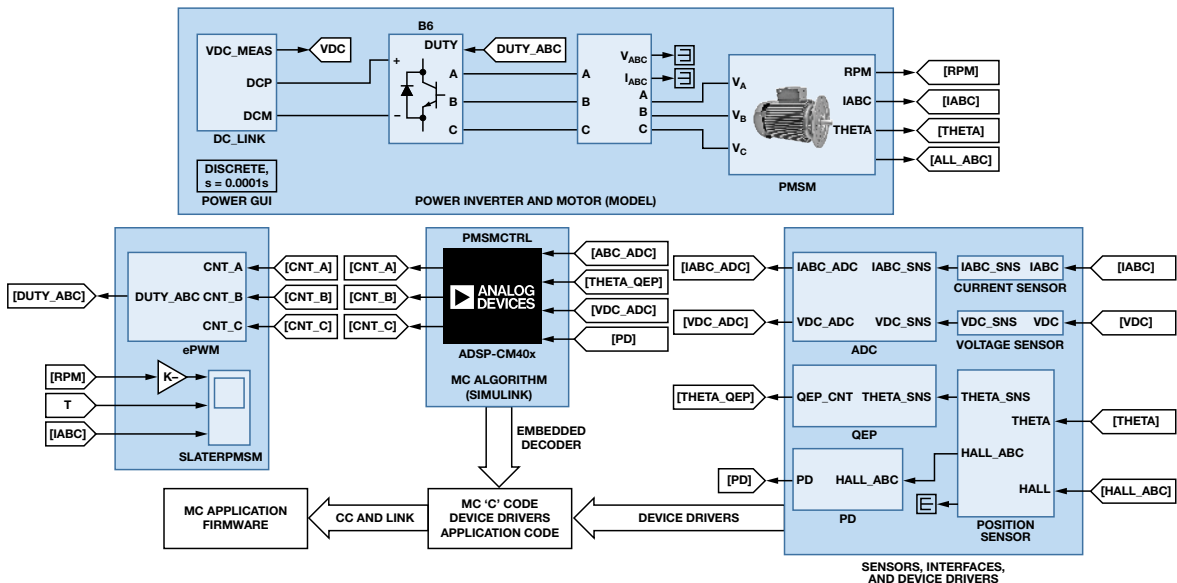 B6
VDC_MEAS
VDC
DUTY
DUTY_ABC
DCP
DCM
DC_LINK
+
–
A
B
C
A
B
C
VABC
IABC
A
B
C
VA
VB
VC
RPM
IABC
THETA
PMSM
[RPM]
[IABC]
[THETA]
[ALL_ABC]
DISCRETE,
s = 0.0001s
POWER GUI
POWER INVERTER AND MOTOR (MODEL)
[DUTY_ABC]
CNT_A
DUTY_ABC CNT_B
CNT_C
ePWM
[CNT_A]
[CNT_B]
[CNT_C]
[CNT_A]
[CNT_B]
[CNT_C]
[RPM]
K–
T
[IABC]
SLATERPMSM
PMSMCTRL
ANALOG
DEVICES
ADSP-CM40x
MC ALGORITHM
(SIMULINK)
[ABC_ADC]
[THETA_QEP]
[VDC_ADC]
[PD]
[IABC_ADC]
[VDC_ADC]
IABC_ADC IABC_SNS
VDC_ADC VDC_SNS
ADC
IABC_SNS IABC
CURRENT SENSOR
VDC_SNS VDC
VOLTAGE SENSOR
[IABC]
[VDC]
[THETA_QEP]
QEP_CNT THETA_SNS
QEP
[PD]
PD HALL_ABC
PD
THETA_SNS
THETA
HALL_ABC
HALL
POSITION
SENSOR
[THETA]
[HALL_ABC]
SENSORS, INTERFACES,
AND DEVICE DRIVERS
EMBEDDED
DECODER
MC APPLICATION
FIRMWARE
CC AND LINK
MC ‘C’ CODE
DEVICE DRIVERS
APPLICATION CODE
DEVICE DRIVERS